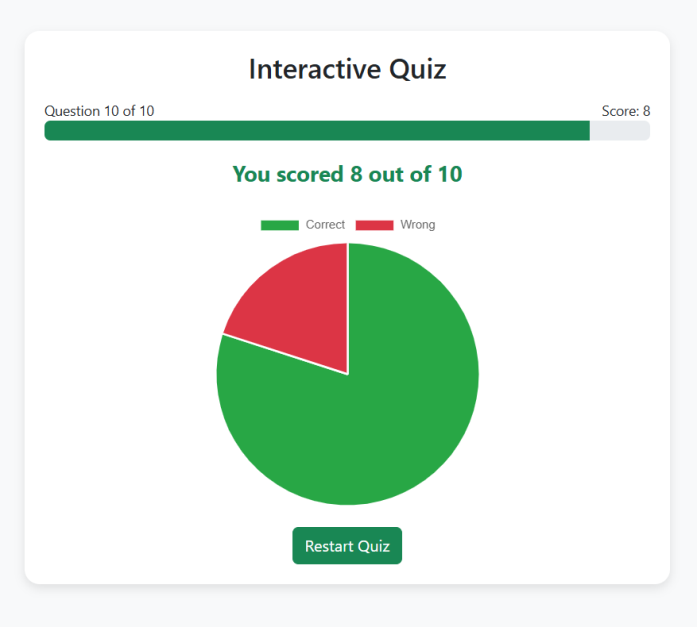 Interactive Quiz
Question 10 of 10 Score: 8
You scored 8 out of 10
Correct Wrong
Restart Quiz